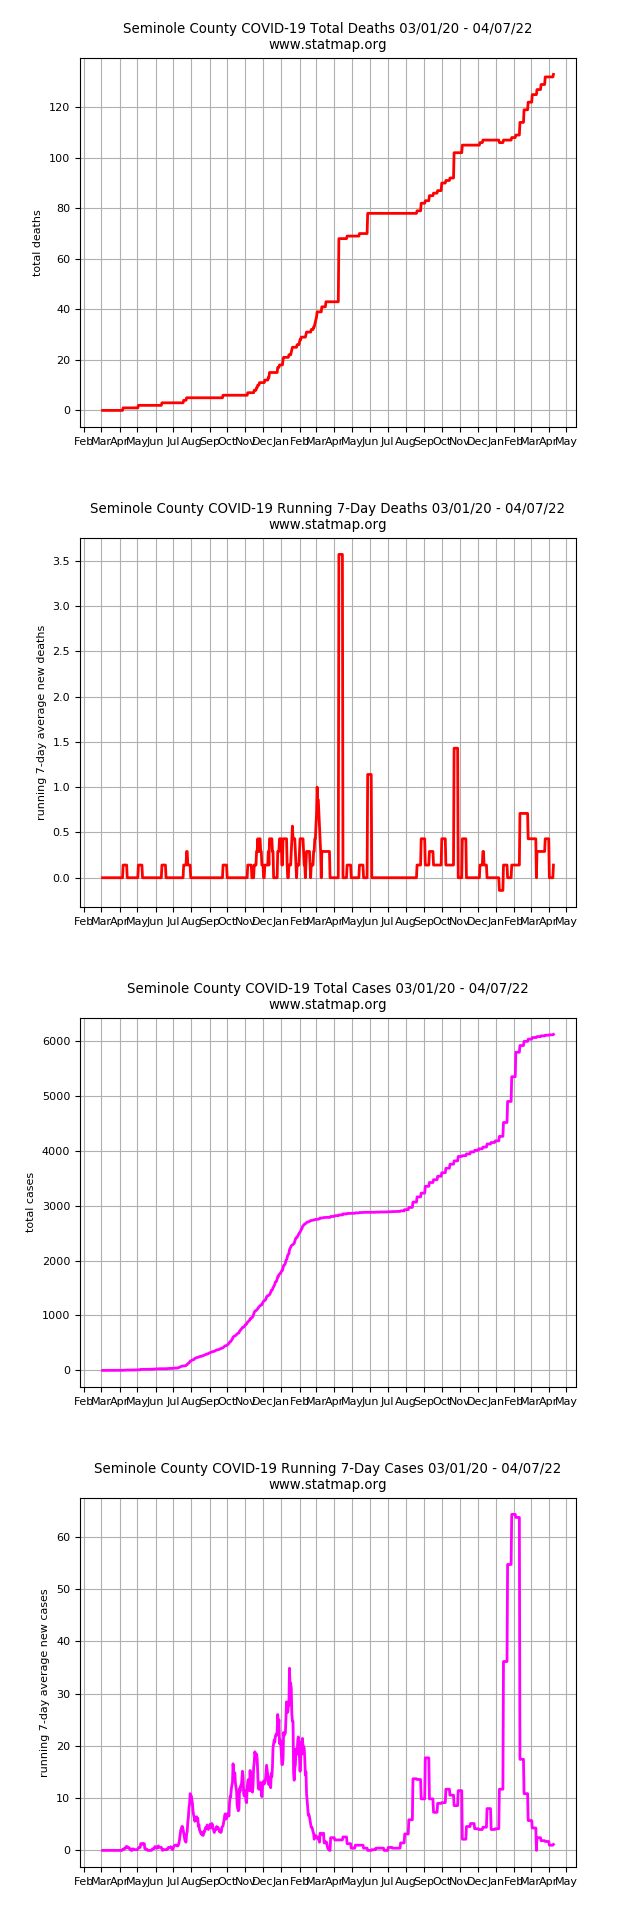 Seminole County COVID-19 Total Deaths 03/01/20 - 04/07/22
www.statmap.org
total deaths
120
100
80
60
40
20
0
Feb Mar Apr May Jun Jul Aug Sep Oct Nov Dec Jan Feb Mar Apr May Jun Jul Aug Sep Oct Nov Dec Jan Feb Mar Apr May
Seminole County COVID-19 Running 7-Day Deaths 03/01/20 - 04/07/22
www.statmap.org
running 7-day average new deaths
3.5
3.0
2.5
2.0
1.5
1.0
0.5
0.0
Feb Mar Apr May Jun Jul Aug Sep Oct Nov Dec Jan Feb Mar Apr May Jun Jul Aug Sep Oct Nov Dec Jan Feb Mar Apr May
Seminole County COVID-19 Total Cases 03/01/20 - 04/07/22
www.statmap.org
total cases
6000
5000
4000
3000
2000
1000
0
Feb Mar Apr May Jun Jul Aug Sep Oct Nov Dec Jan Feb Mar Apr May Jun Jul Aug Sep Oct Nov Dec Jan Feb Mar Apr May
Seminole County COVID-19 Running 7-Day Cases 03/01/20 - 04/07/22
www.statmap.org
running 7-day average new cases
60
50
40
30
20
10
0
Feb Mar Apr May Jun Jul Aug Sep Oct Nov Dec Jan Feb Mar Apr May Jun Jul Aug Sep Oct Nov Dec Jan Feb Mar Apr May